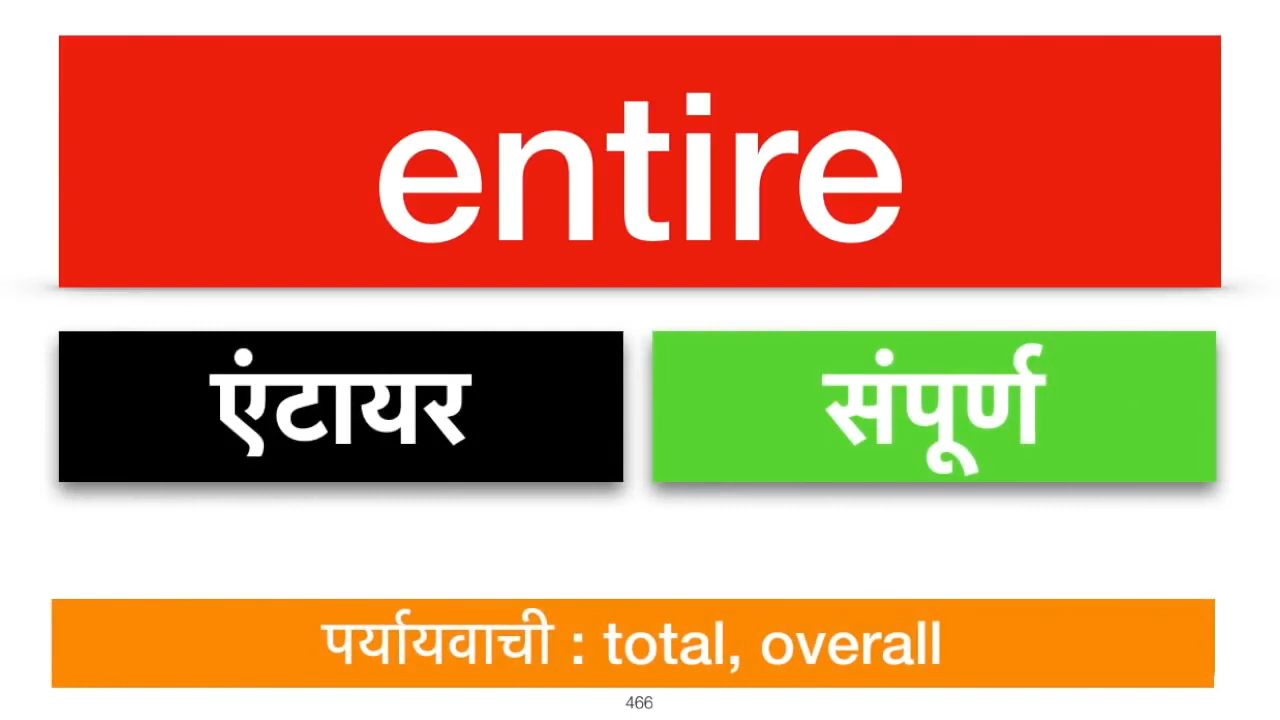 entire
एंटायर
संपूर्ण
पर्यायवाची : total, overall
466